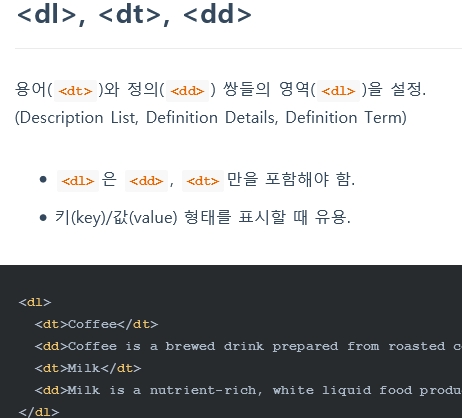 <dl>, <dt>, <dd>
용어( <dt> )와 정의( <dd> ) 쌍들의 영역( <dl> )을 설정.
(Description List, Definition Details, Definition Term)
• <dl> 은 <dd> , <dt> 만을 포함해야 함.
• 키(key)/값(value) 형태를 표시할 때 유용.
<dl>
<dt>Coffee</dt>
<dd>Coffee is a brewed drink prepared from roasted
<dt>Milk</dt>
<dd>Milk is a nutrient-rich, white liquid food
</dl>